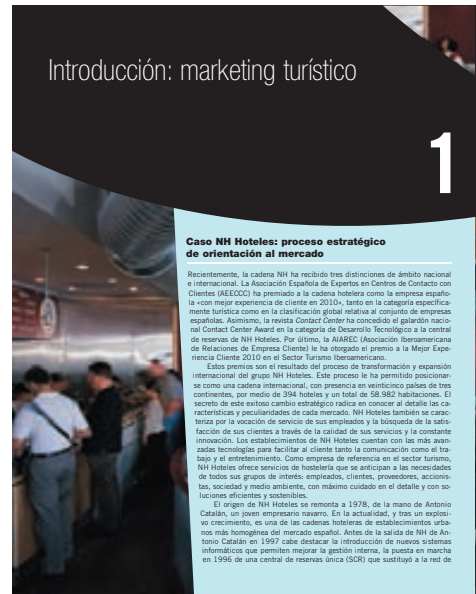 Introducción: marketing turístico
1
Caso NH Hoteles: proceso estratégico
de orientación al mercado
Recientemente, la cadena NH ha recibido tres distinciones de ámbito nacional
e internacional. La Asociación Española de Expertos en Centros de Contacto con
Clientes (AEECCC) ha premiado a la cadena hotelera como la empresa españo-
la «con mejor experiencia de cliente en 2010», tanto en la categoría específica-
mente turística como en la clasificación global relativa al conjunto de empresas
españolas. Asimismo, la revista Contact Center ha concedido el galardón nacio-
nal Contact Center Award en la categoría de Desarrollo Tecnológico a la central
de reservas de NH Hoteles. Por último, la AIAREC (Asociación Iberoamericana
de Relaciones de Empresa Cliente) le ha otorgado el premio a la Mejor Expe-
riencia Cliente 2010 en el Sector Turismo Iberoamericano.
Estos premios son el resultado del proceso de transformación y expansión
internacional del grupo NH Hoteles. Este proceso le ha permitido posicionar-
se como una cadena internacional, con presencia en veinticinco países de tres
continentes, por medio de 394 hoteles y un total de 58.982 habitaciones. El
secreto de este exitoso cambio estratégico radica en conocer al detalle las ca-
racterísticas y peculiaridades de cada mercado. NH Hoteles también se carac-
teriza por la vocación de servicio de sus empleados y la búsqueda de la satis-
facción de sus clientes a través de la calidad de sus servicios y la constante
innovación. Los establecimientos de NH Hoteles cuentan con las más avan-
zadas tecnologías para facilitar al cliente tanto la comunicación como el tra-
bajo y el entretenimiento. Como empresa de referencia en el sector turismo,
NH Hoteles ofrece servicios de hostelería que se anticipan a las necesidades
de todos sus grupos de interés: empleados, clientes, proveedores, accionis-
tas, sociedad y medio ambiente, con máximo cuidado en el detalle y con so-
luciones eficientes y sostenibles.
El origen de NH Hoteles se remonta a 1978, de la mano de Antonio
Catalán, un joven empresario navarro. En la actualidad, y tras un explosi-
vo crecimiento, es una de las cadenas hoteleras de establecimientos urba-
nos más homogénea del mercado español. Antes de la salida de NH de An-
tonio Catalán en 1997 cabe destacar la introducción de nuevos sistemas
informáticos que permiten mejorar la gestión interna, la puesta en marcha
en 1996 de una central de reservas única (SCR) que sustituyó a la red de